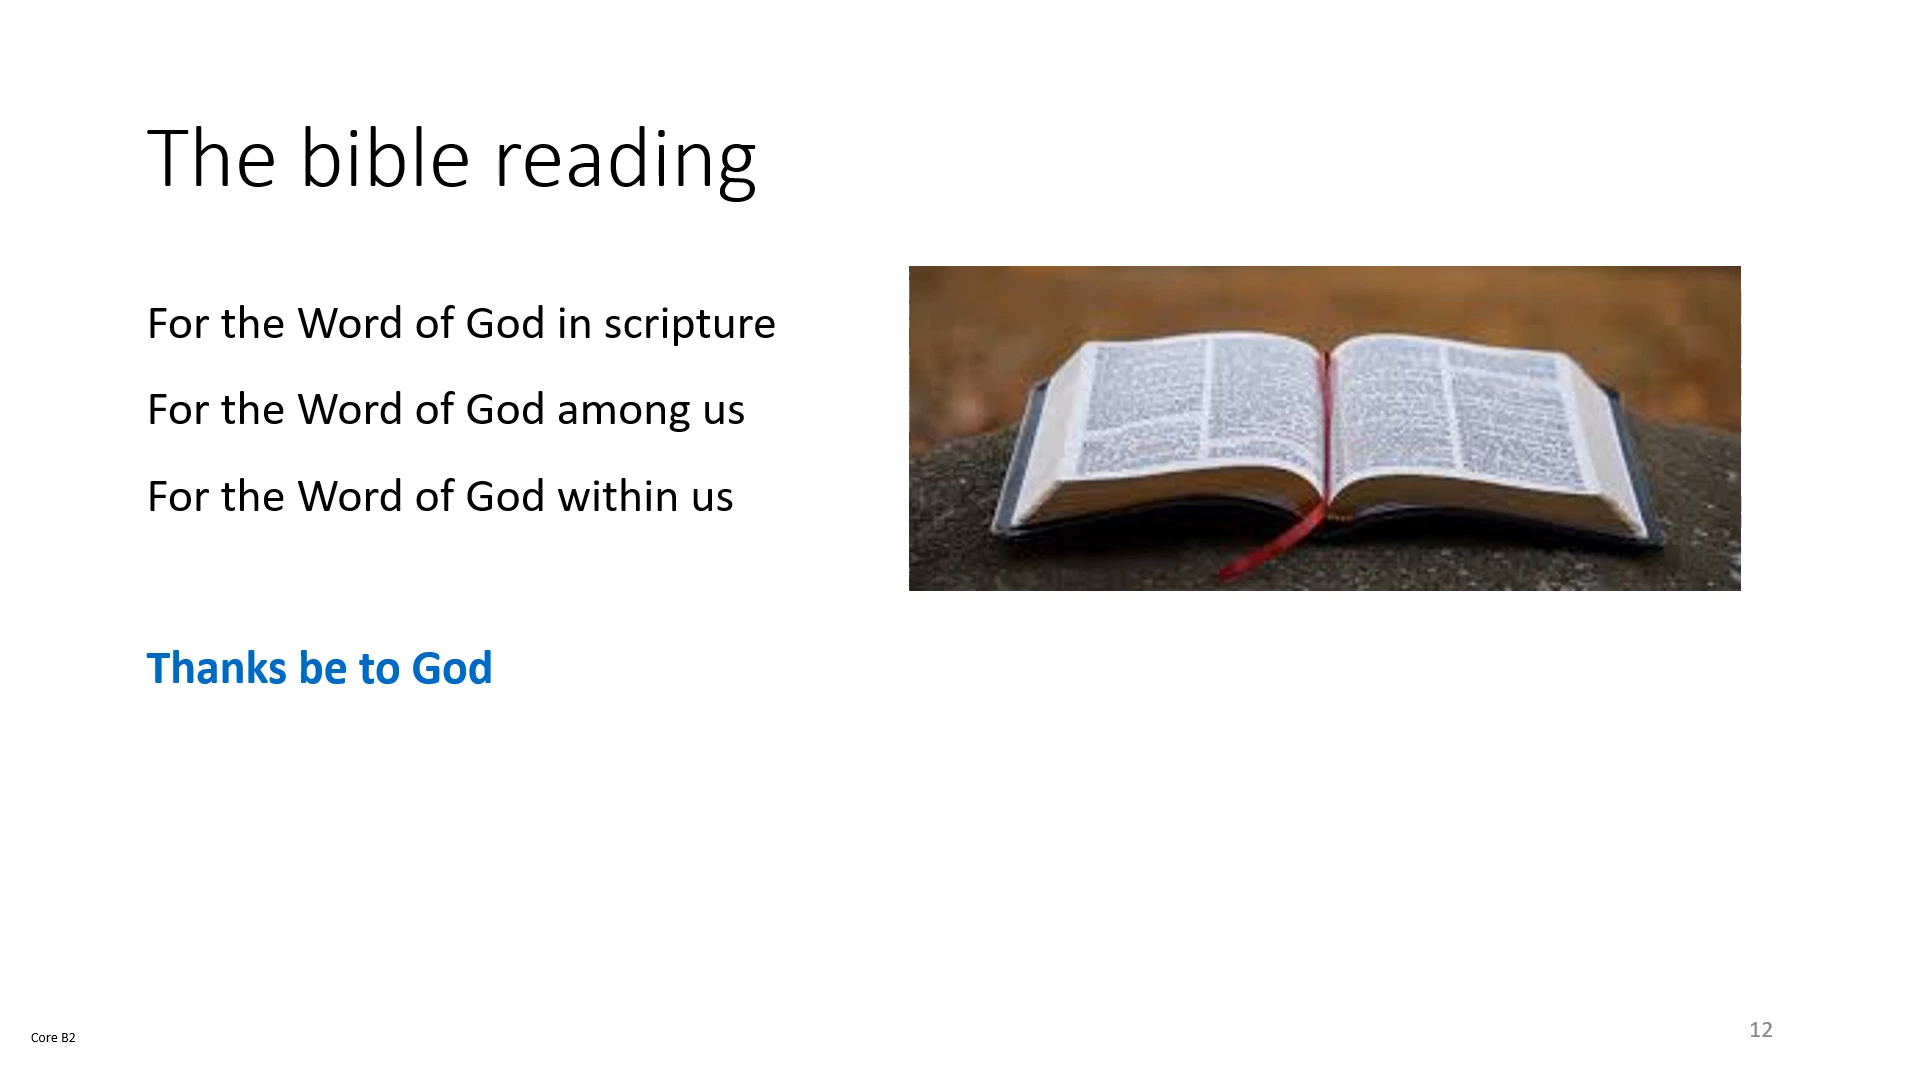 The bible reading
For the Word of God in scripture
For the Word of God among us
For the Word of God within us
Thanks be to God
Core B2
12